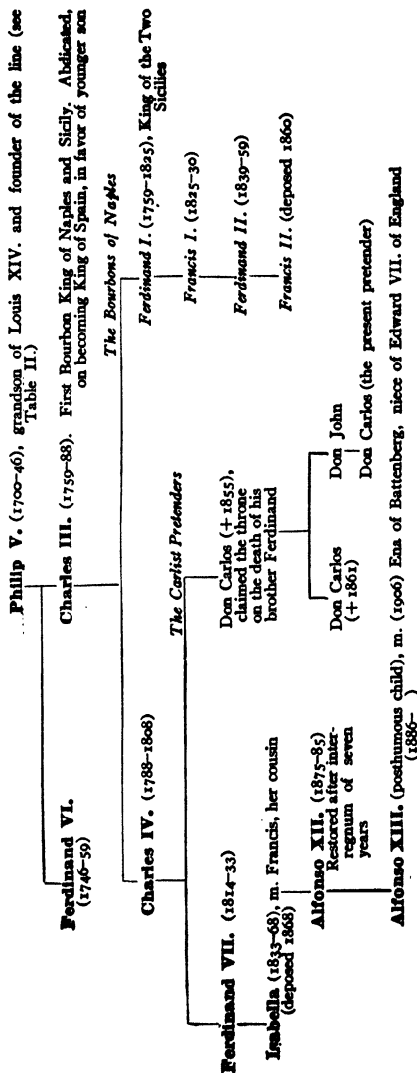 Philip V. (1700-46), grandson of Louis XIV. and founder of the line (see
Table II.)
Ferdinand VI.
(1746-59)
Charles III. (1759-88). First Bourbon King of Naples and Sicily. Abdicated,
on becoming King of Spain, in favor of younger son
The Bourbons of Naples
Charles IV. (1788-1808)
Ferdinand I. (1759-1825), King of the Two
Sicilies
The Carlist Pretenders
Francis I. (1825-30)
Ferdinand VII. (1814-33)
Don Carlos (+ 1855),
claimed the throne
on the death of his
brother Ferdinand
Ferdinand II. (1839-59)
Isabella (1833-68), m. Francis, her cousin
(deposed 1868)
Francis II. (deposed 1860)
Alfonso XII. (1875-85)
Restored after inter-
regnum of seven
years
Don Carlos
(+ 1861)
Don John
Don Carlos (the present pretender)
Alfonso XIII. (posthumous child), m. (1906) Ena of Battenberg, niece of Edward VII. of England
(1886- )